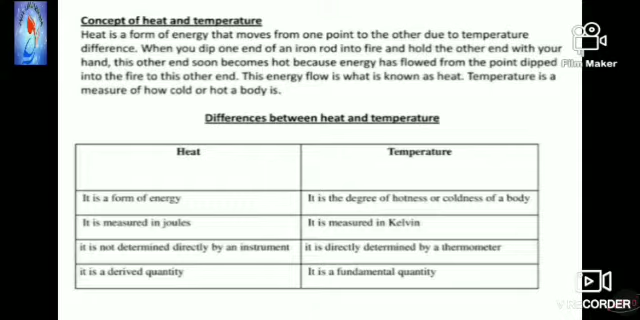 Concept of heat and temperature
Heat is a form of energy that moves from one point to the other due to temperature
difference. When you dip one end of an iron rod into fire and hold the other end with your
hand, this other end soon becomes hot because energy has flowed from the point dipped
into the fire to this other end. This energy flow is what is known as heat. Temperature is a
measure of how cold or hot a body is.
Film Maker
Differences between heat and temperature
Heat
Temperature
It is a form of energy
It is the degree of hotness or coldness of a body
It is measured in joules
It is measured in Kelvin
it is not determined directly by an instrument
it is directly determined by a thermometer
it is a derived quantity
It is a fundamental quantity
RECORDER